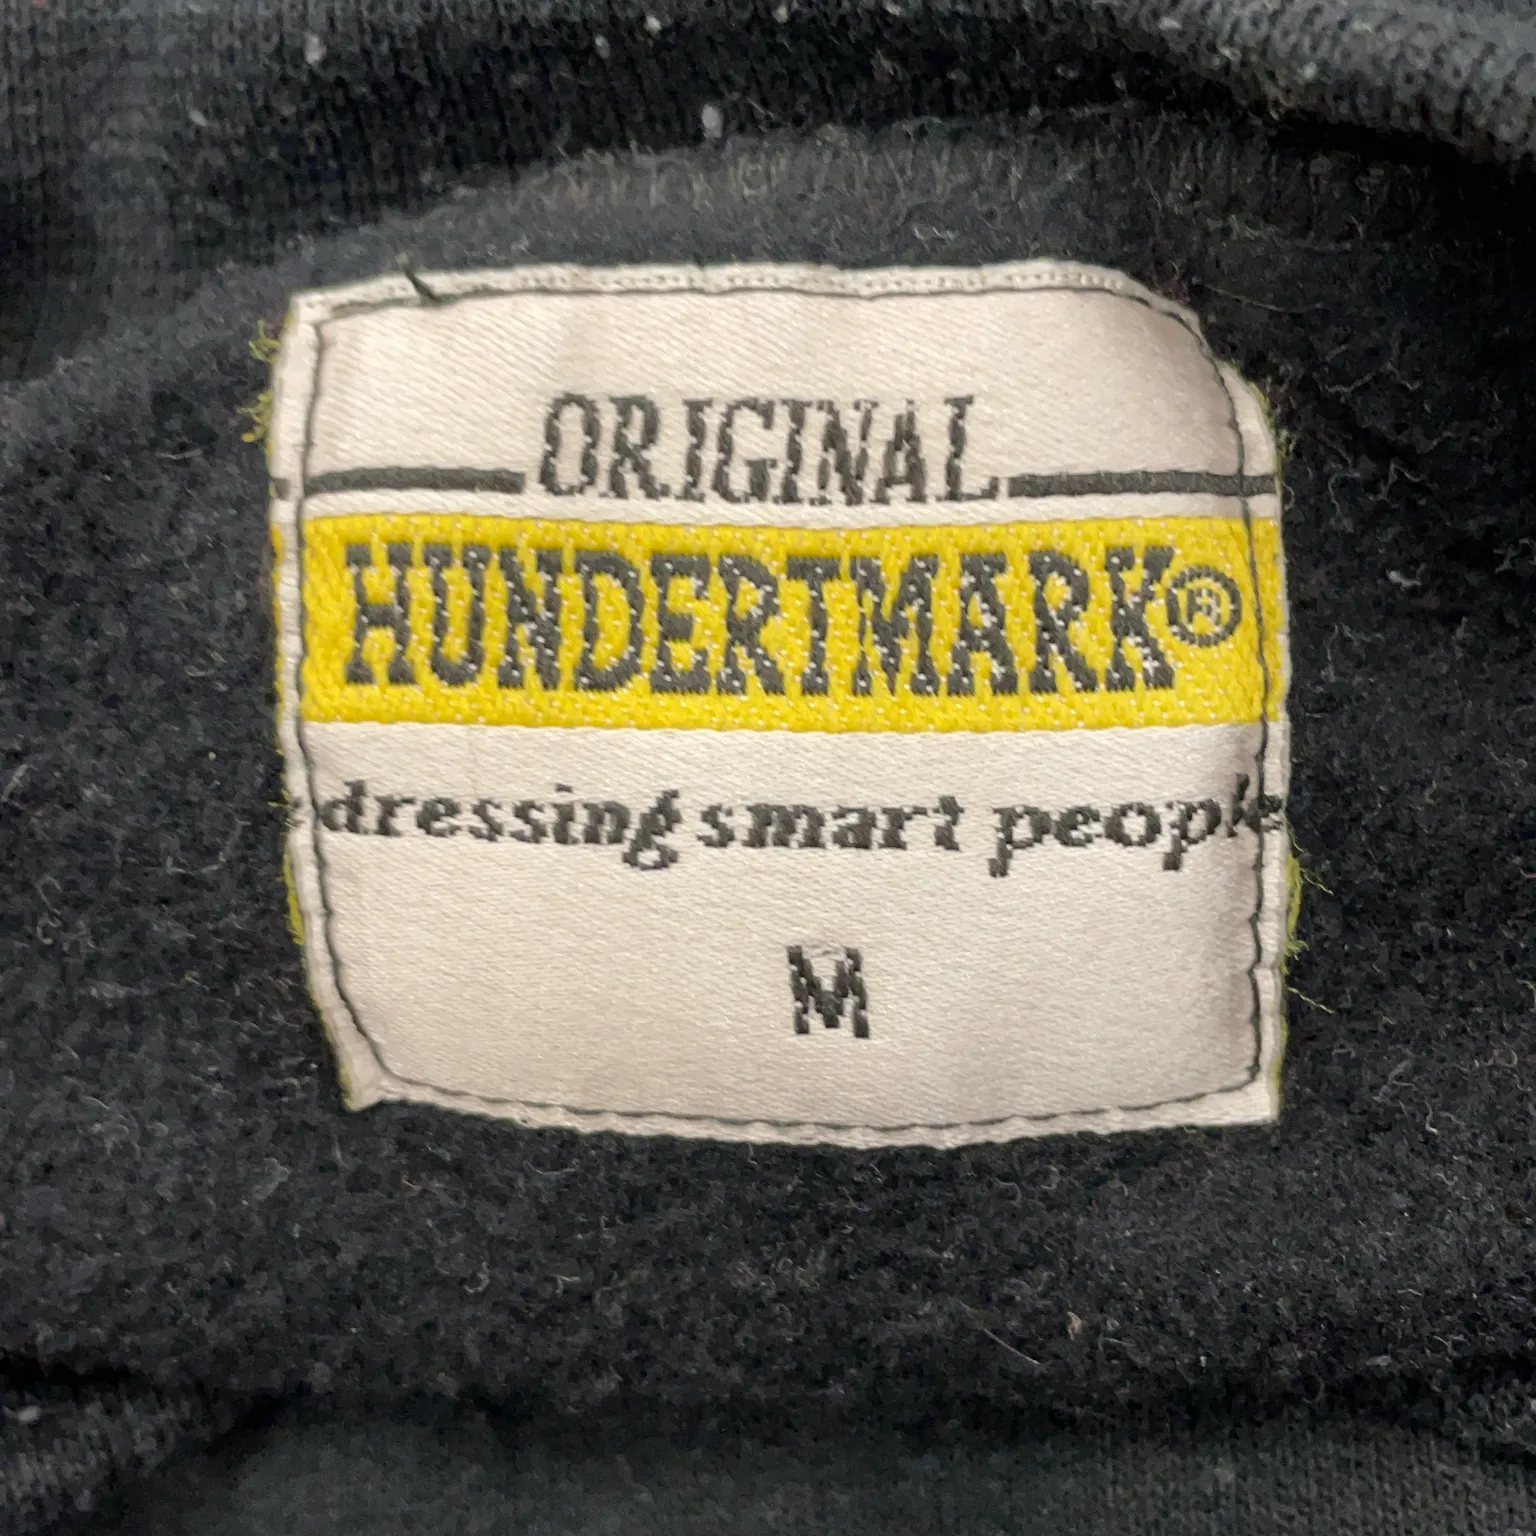 ORIGINAL
HUNDERTMARK®
dressing smart people
M